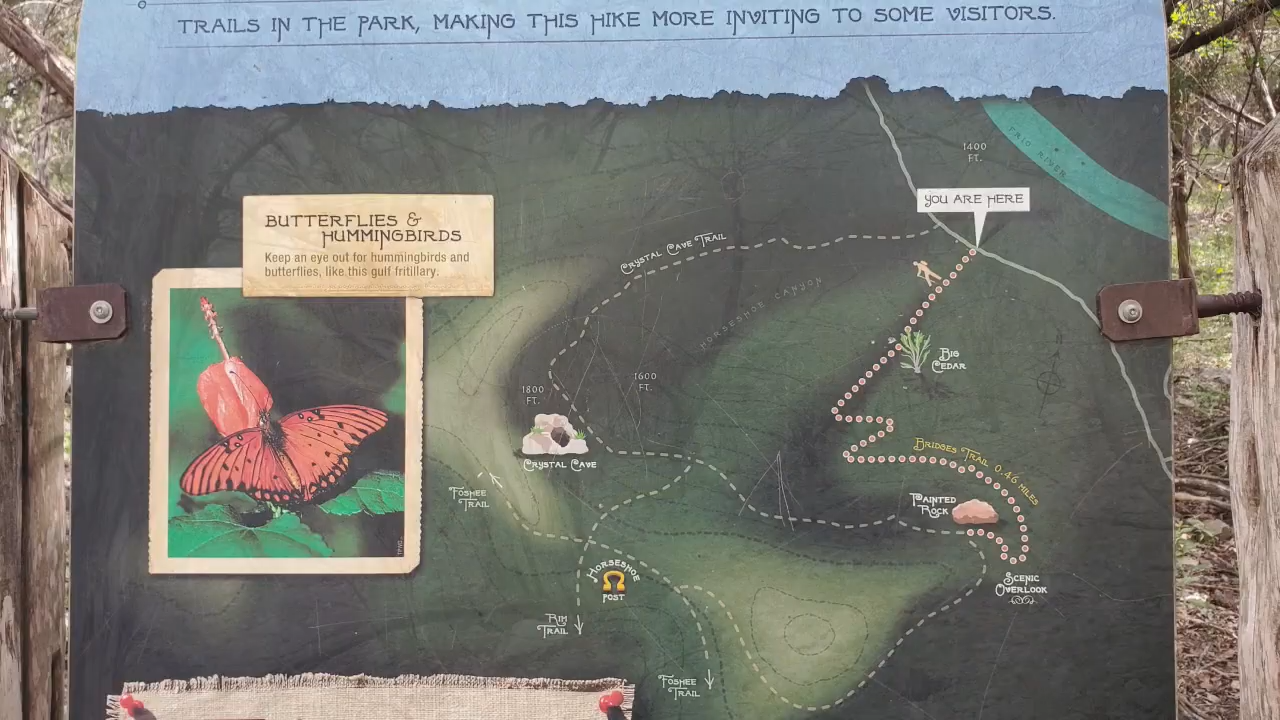 TRAILS IN THE PARK, MAKING THIS HIKE MORE INVITING TO SOME VISITORS.
FRIO RIVER
1400
FT.
YOU ARE HERE
BUTTERFLIES &
HUMMINGBIRDS
Keep an eye out for hummingbirds and
butterflies, like this gulf fritillary.
CRYSTAL CAVE TRAIL
HORSESHOE CANYON
BIG
CEDAR
1800
FT.
1600
FT.
CRYSTAL CAVE
BRIDGES TRAIL 0.46 MILES
FOSHEE
TRAIL
PAINTED
ROCK
HORSESHOE
POST
SCENIC
OVERLOOK
RIM
TRAIL
FOSHEE
TRAIL
TPWD